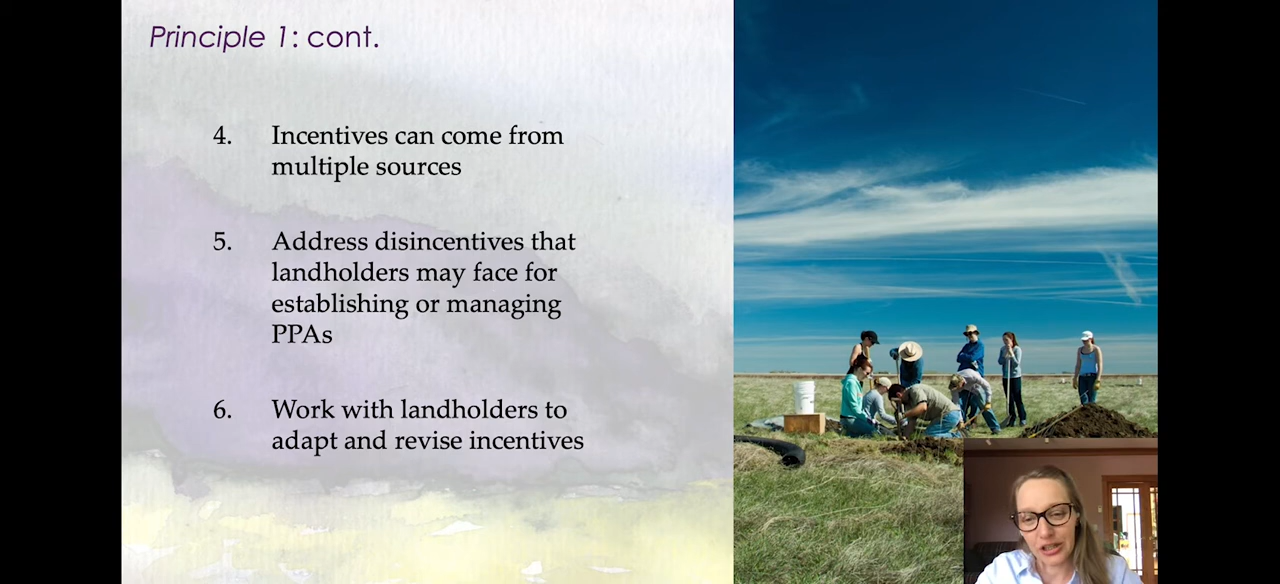 Principle 1: cont.
4. Incentives can come from
multiple sources
5. Address disincentives that
landholders may face for
establishing or managing
PPAs
6. Work with landholders to
adapt and revise incentives